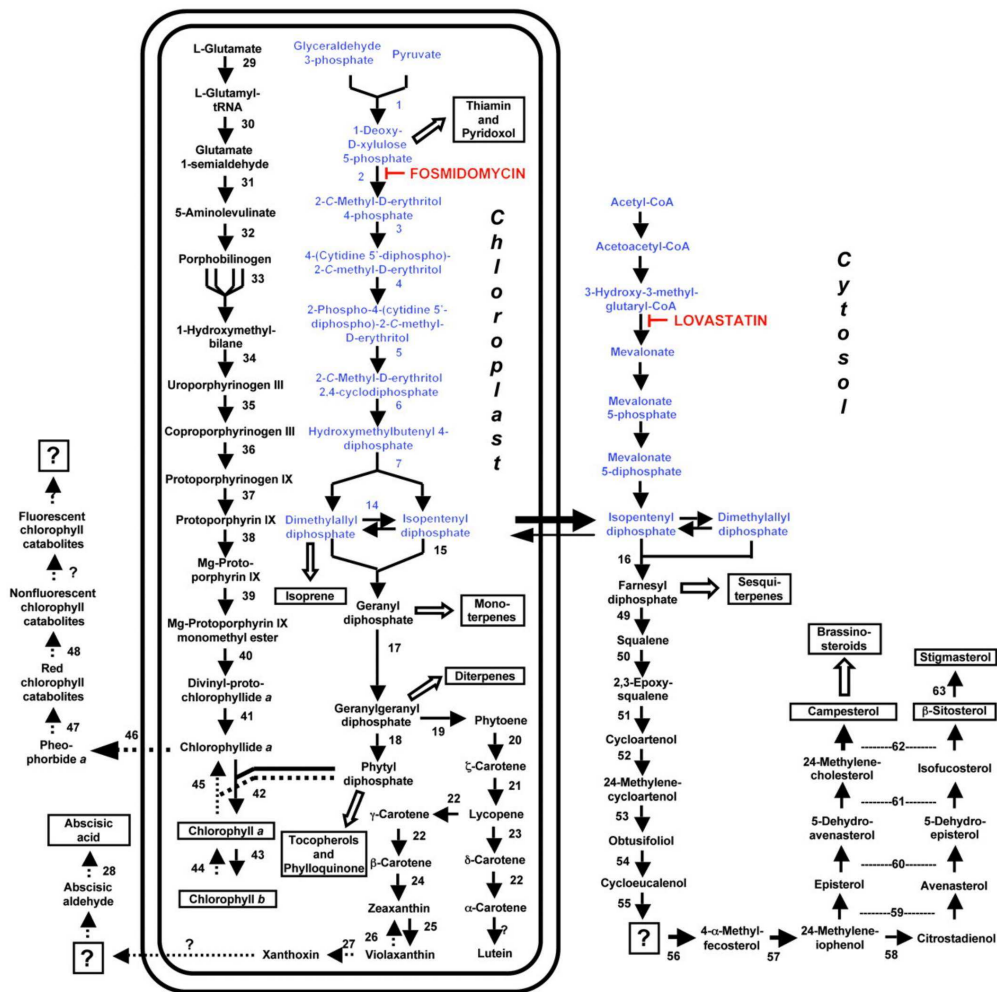 L-Glutamate
29
L-Glutamyl-
tRNA
30
Glutamate
1-semialdehyde
31
5-Aminolevulinate
32
Porphobilinogen
33
1-Hydroxymethyl-
bilane
34
Uroporphyrinogen III
35
Coproporphyrinogen III
36
Protoporphyrinogen IX
37
Protoporphyrin IX
38
Mg-Proto-
porphyrin IX
39
Mg-Protoporphyrin IX
monomethyl ester
40
Divinyl-proto-
chlorophyllide a
41
Chlorophyllide a
45
42
Chlorophyll a
44
43
Chlorophyll b
46
Pheo-
phorbide a
47
Red
chlorophyll
catabolites
48
Nonfluorescent
chlorophyll
catabolites
?
Fluorescent
chlorophyll
catabolites
?
?
Glyceraldehyde
3-phosphate
Pyruvate
1
1-Deoxy-
D-xylulose
5-phosphate
Thiamin
and
Pyridoxol
2
FOSMIDOMYCIN
2-C-Methyl-D-erythritol
4-phosphate
3
4-(Cytidine 5`-diphospho)-
2-C-methyl-D-erythritol
4
2-Phospho-4-(cytidine 5`-
diphospho)-2-C-methyl-
D-erythritol
5
2-C-Methyl-D-erythritol
2,4-cyclodiphosphate
6
Hydroxymethylbutenyl 4-
diphosphate
7
14
Dimethylallyl
diphosphate
Isopentenyl
diphosphate
15
Isoprene
Geranyl
diphosphate
Mono-
terpenes
17
Diterpenes
Geranylgeranyl
diphosphate
19
Phytoene
18
20
Phytyl
diphosphate
ζ-Carotene
21
Tocopherols
and
Phylloquinone
γ-Carotene
22
Lycopene
22
23
β-Carotene
δ-Carotene
24
22
Zeaxanthin
α-Carotene
26
25
?
Violaxanthin
Lutein
27
Xanthoxin
?
?
Abscisic
aldehyde
28
Abscisic
acid
Chloroplast
Cytosol
Acetyl-CoA
Acetoacetyl-CoA
3-Hydroxy-3-methyl-
glutaryl-CoA
LOVASTATIN
Mevalonate
Mevalonate
5-phosphate
Mevalonate
5-diphosphate
Isopentenyl
diphosphate
Dimethylallyl
diphosphate
16
Farnesyl
diphosphate
Sesqui-
terpenes
49
Squalene
50
2,3-Epoxy-
squalene
51
Cycloartenol
52
24-Methylene-
cycloartenol
53
Obtusifoliol
54
Cycloeucalenol
55
?
56
4-α-Methyl-
fecosterol
57
24-Methylene-
iophenol
58
Citrostadienol
59
Episterol
Avenasterol
60
5-Dehydro-
avenasterol
5-Dehydro-
episterol
61
24-Methylene-
cholesterol
Isofucosterol
62
Campesterol
β-Sitosterol
63
Brassino-
steroids
Stigmasterol